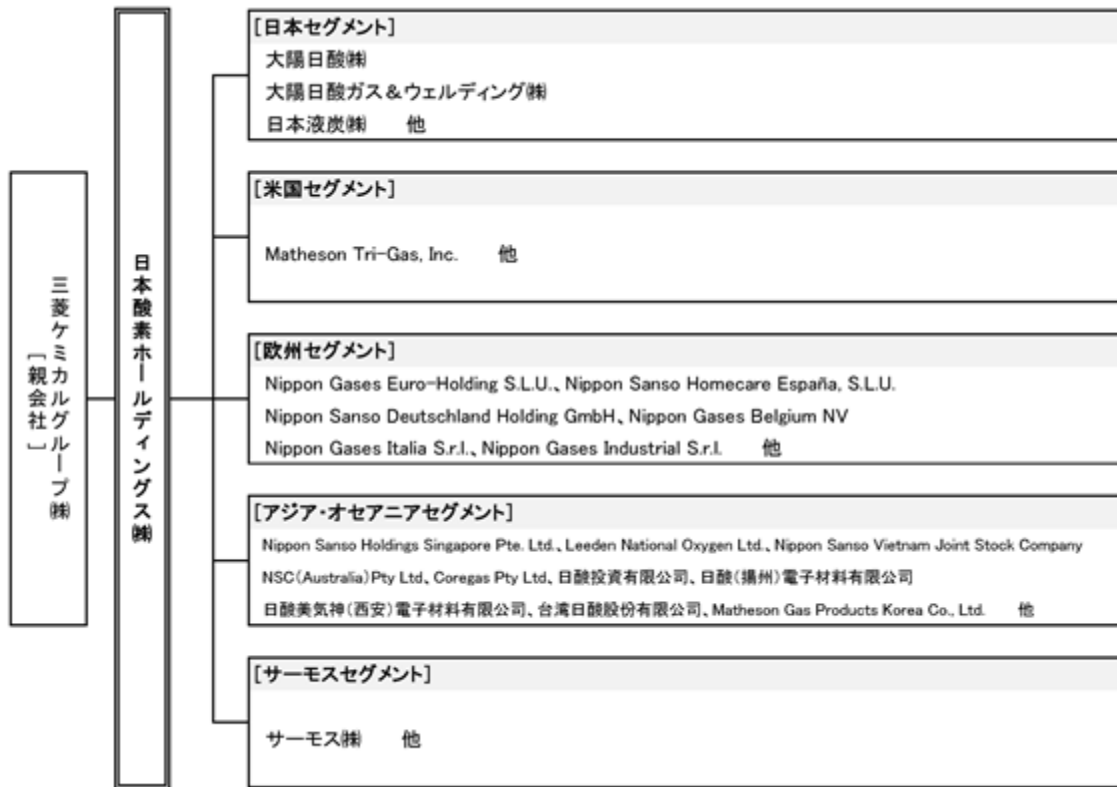 三菱ケミカルグループ㈱
[親会社]
日本酸素ホールディングス㈱
[日本セグメント]
大陽日酸㈱
大陽日酸ガス＆ウェルディング㈱
日本液炭㈱　他
[米国セグメント]
Matheson Tri-Gas, Inc.　他
[欧州セグメント]
Nippon Gases Euro-Holding S.L.U.、Nippon Sanso Homecare España, S.L.U.
Nippon Sanso Deutschland Holding GmbH、Nippon Gases Belgium NV
Nippon Gases Italia S.r.l.、Nippon Gases Industrial S.r.l.　他
[アジア・オセアニアセグメント]
Nippon Sanso Holdings Singapore Pte. Ltd.、Leeden National Oxygen Ltd.、Nippon Sanso Vietnam Joint Stock Company
NSC(Australia)Pty Ltd、Coregas Pty Ltd、日酸投資有限公司、日酸(揚州)電子材料有限公司
日酸美気神(西安)電子材料有限公司、台湾日酸股份有限公司、Matheson Gas Products Korea Co., Ltd.　他
[サーモスセグメント]
サーモス㈱　他